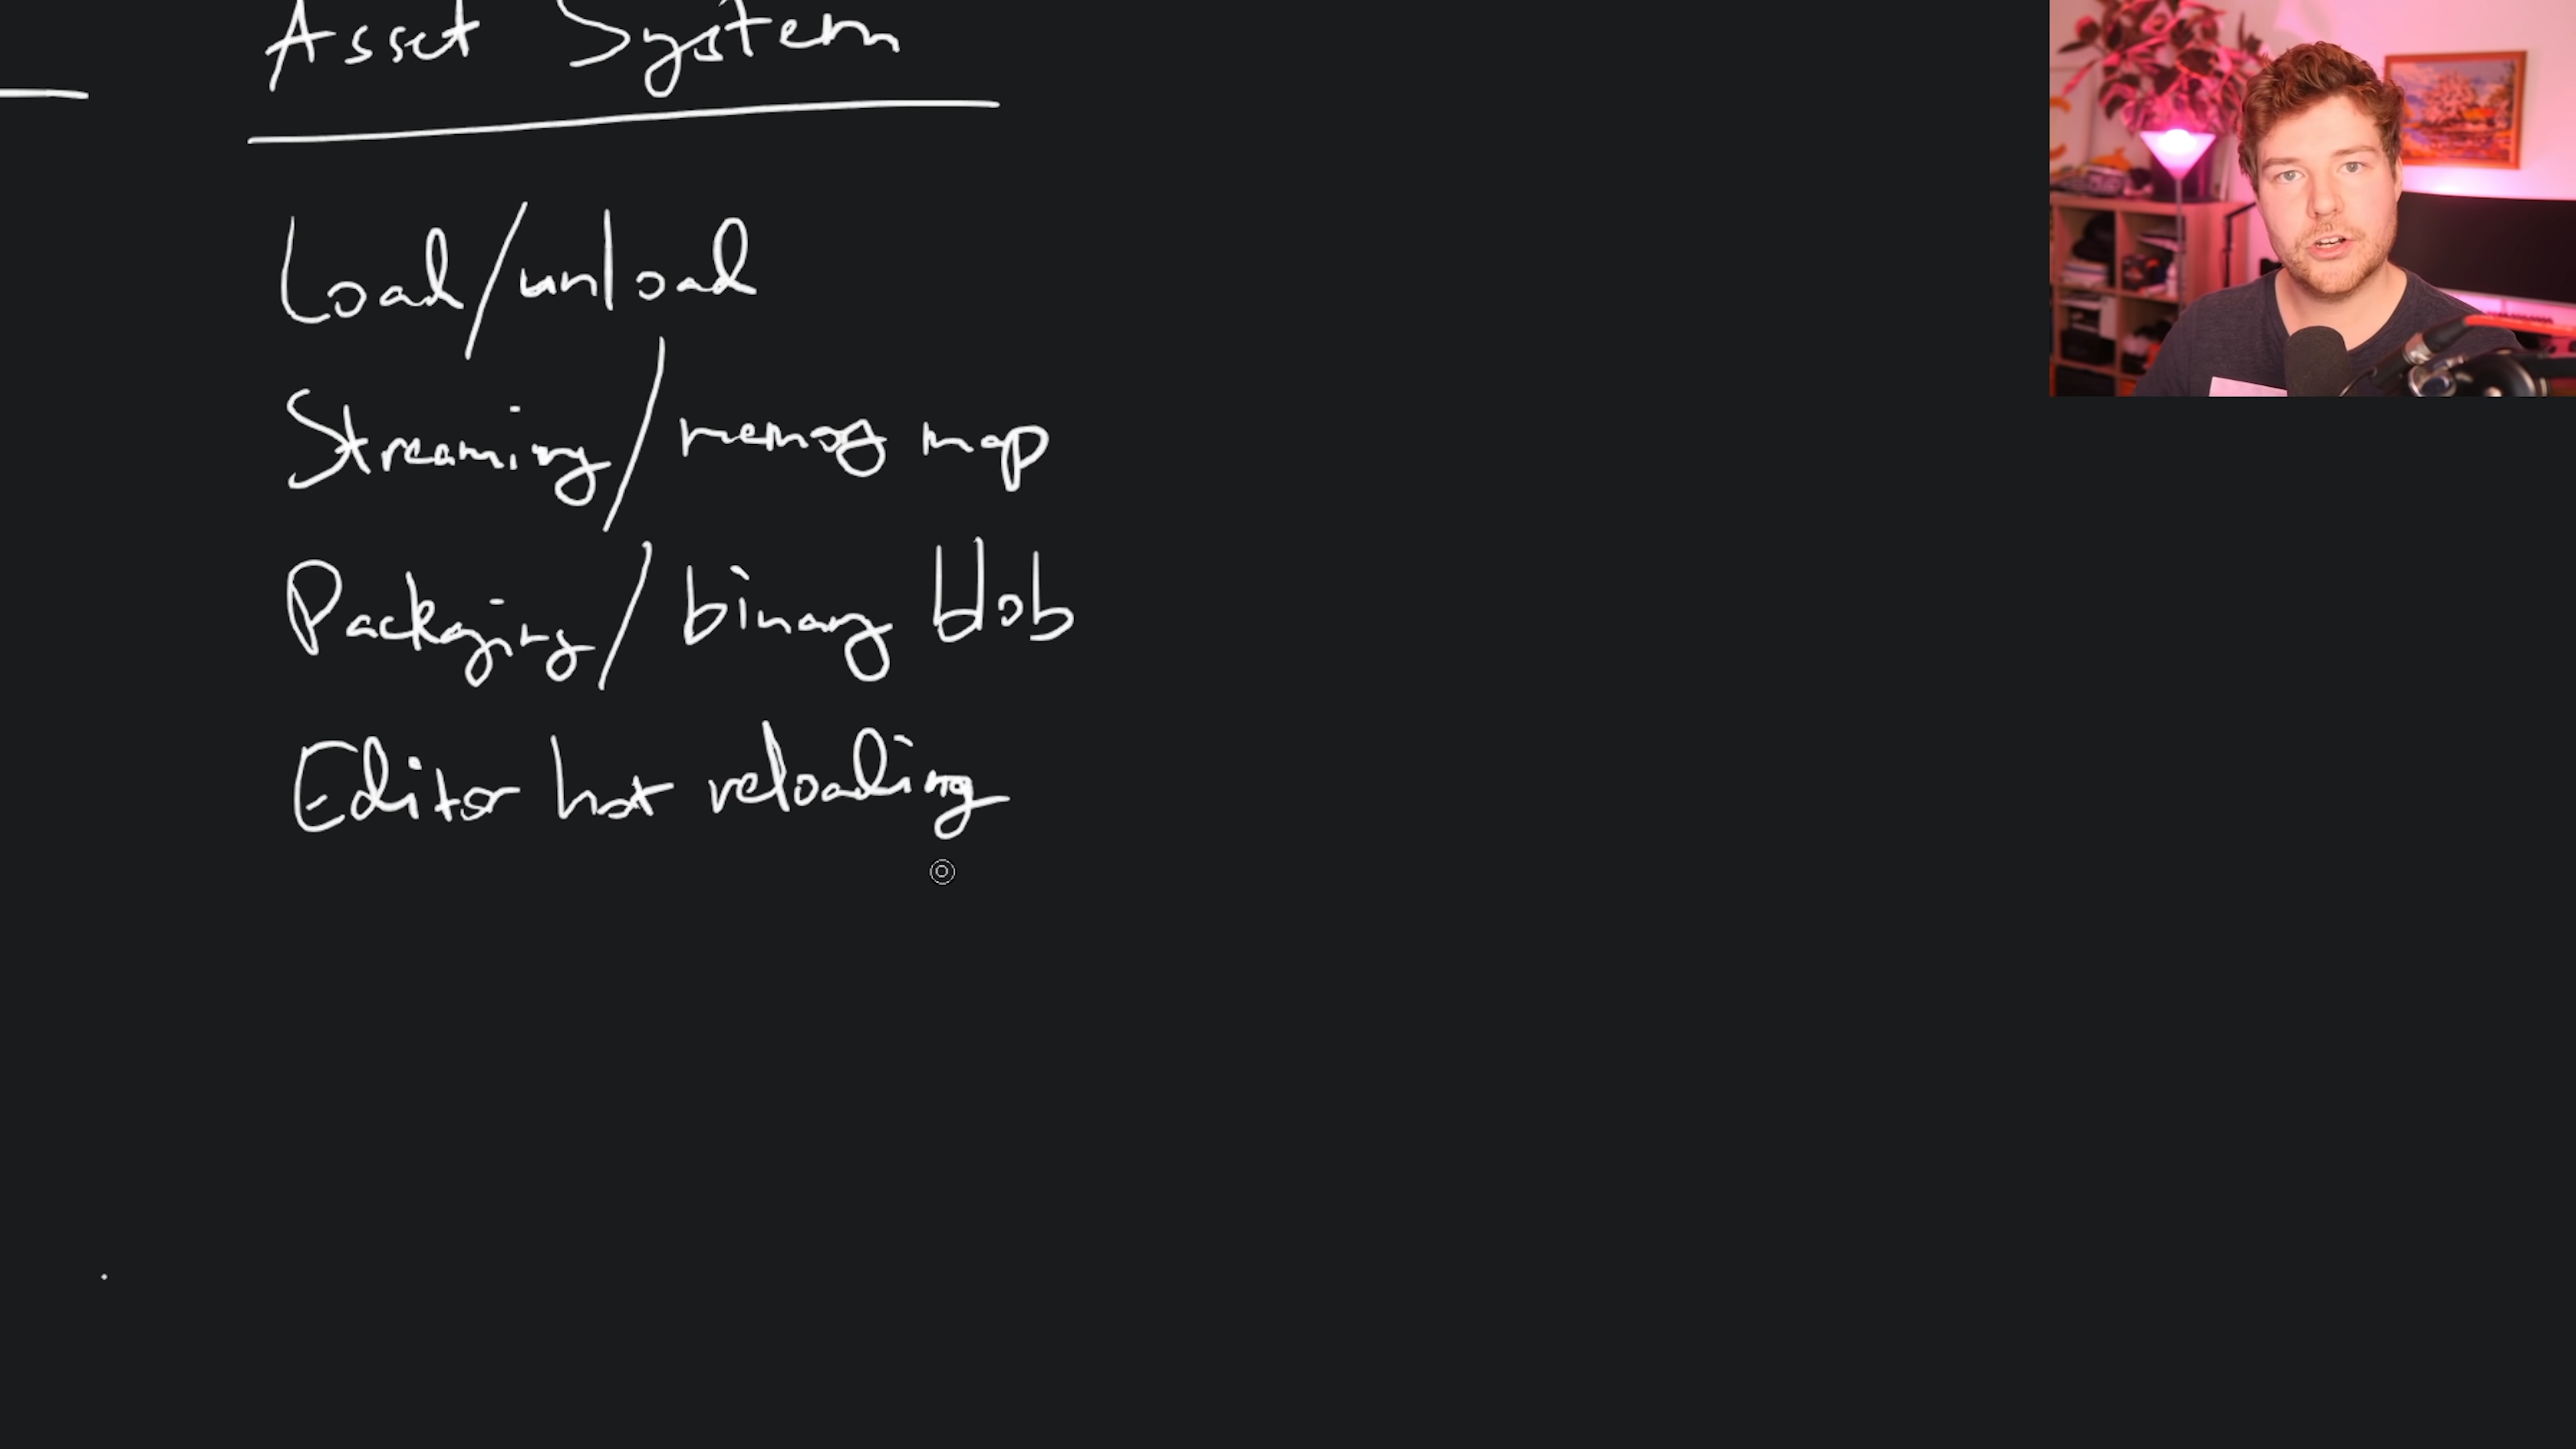 Asset System
Load/unload
Streaming/memory map
Packaging/binary blob
Editor hot reloading